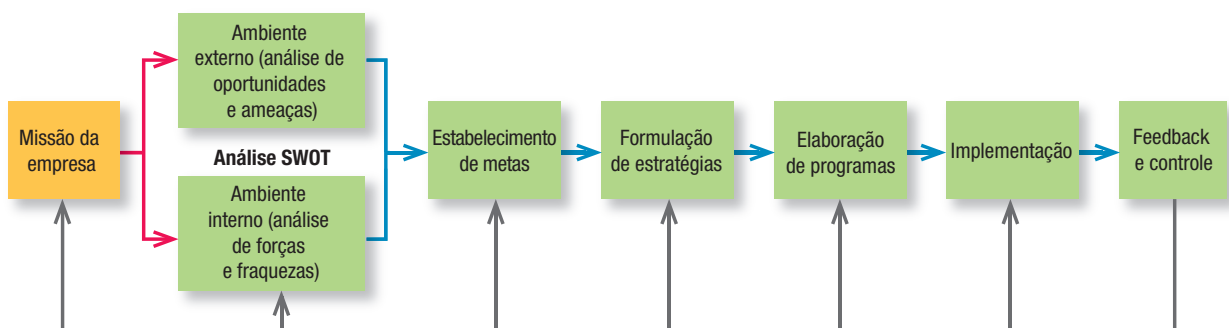 Missão da
empresa
Ambiente
externo (análise de
oportunidades
e ameaças)
Análise SWOT
Ambiente
interno (análise
de forças
e fraquezas)
Estabelecimento
de metas
Formulação
de estratégias
Elaboração
de programas
Implementação
Feedback
e controle